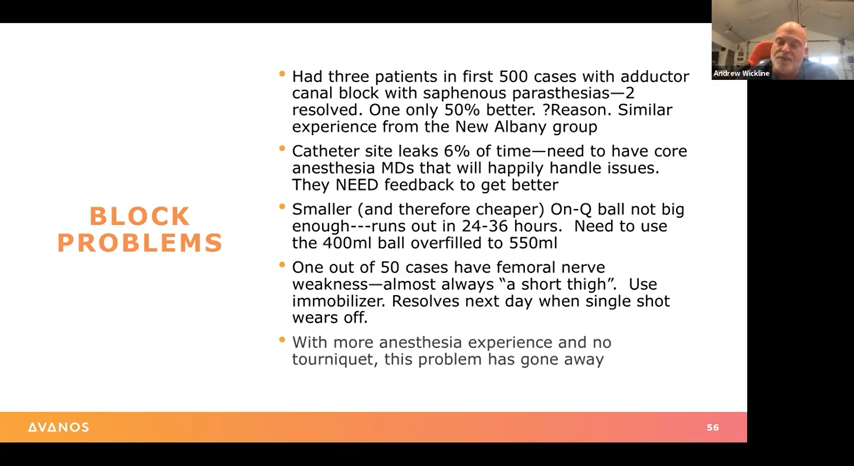 Andrew Wickline
• Had three patients in first 500 cases with adductor
canal block with saphenous parasthesias—2
resolved. One only 50% better. ?Reason. Similar
experience from the New Albany group
• Catheter site leaks 6% of time—need to have core
anesthesia MDs that will happily handle issues.
They NEED feedback to get better
BLOCK
PROBLEMS
• Smaller (and therefore cheaper) On-Q ball not big
enough---runs out in 24-36 hours.  Need to use
the 400ml ball overfilled to 550ml
• One out of 50 cases have femoral nerve
weakness—almost always “a short thigh”.  Use
immobilizer. Resolves next day when single shot
wears off.
• With more anesthesia experience and no
tourniquet, this problem has gone away
AVANOS
56